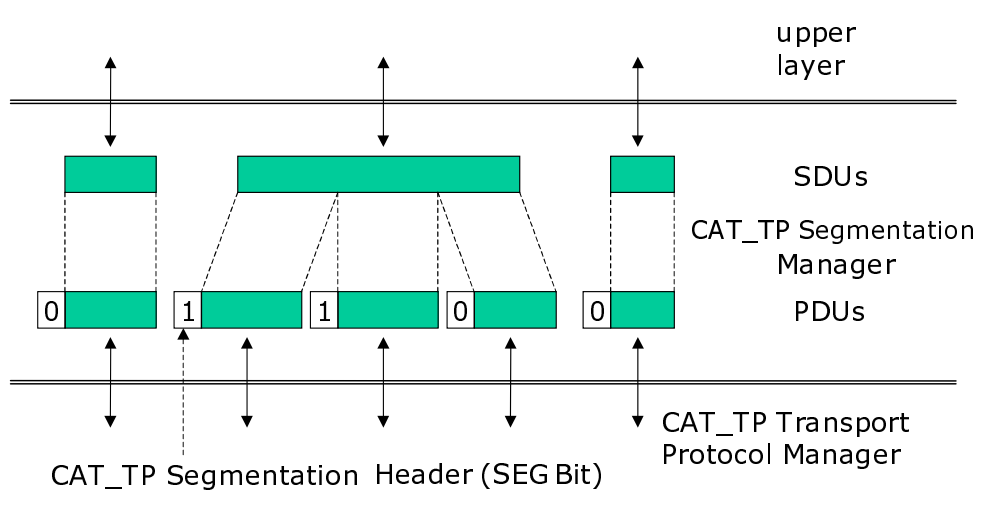 upper
layer
SDUs
CAT_TP Segmentation
Manager
0 1 1 0 0 PDUs
CAT_TP Transport
Protocol Manager
CAT_TP Segmentation Header (SEG Bit)